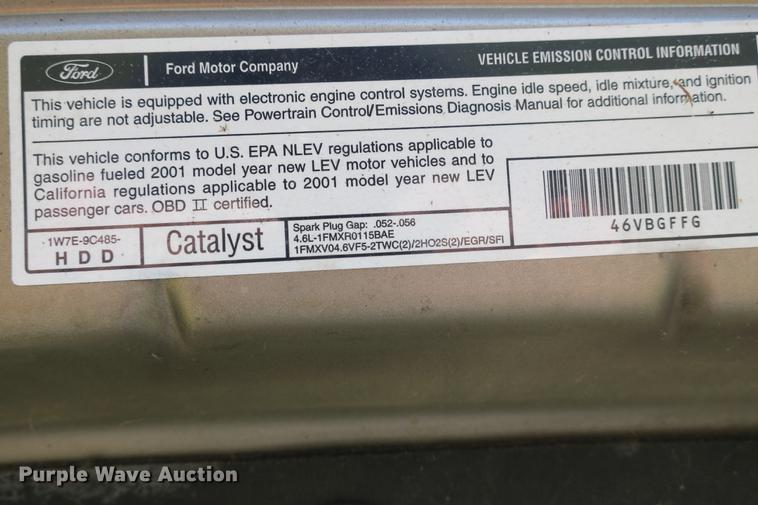 Ford
Ford Motor Company
VEHICLE EMISSION CONTROL INFORMATION
This vehicle is equipped with electronic engine control systems. Engine idle speed, idle mixture, and ignition
timing are not adjustable. See Powertrain Control/Emissions Diagnosis Manual for additional information.
This vehicle conforms to U.S. EPA NLEV regulations applicable to
gasoline fueled 2001 model year new LEV motor vehicles and to
California regulations applicable to 2001 model year new LEV
passenger cars. OBD II certified.
46VBGFFG
1W7E-9C485-
HDD
Catalyst
Spark Plug Gap: .052-.056
4.6L-1FMXR0115BAE
1FMXV04.6VF5-2TWC(2)/2HO2S(2)/EGR/SFI
Purple Wave Auction